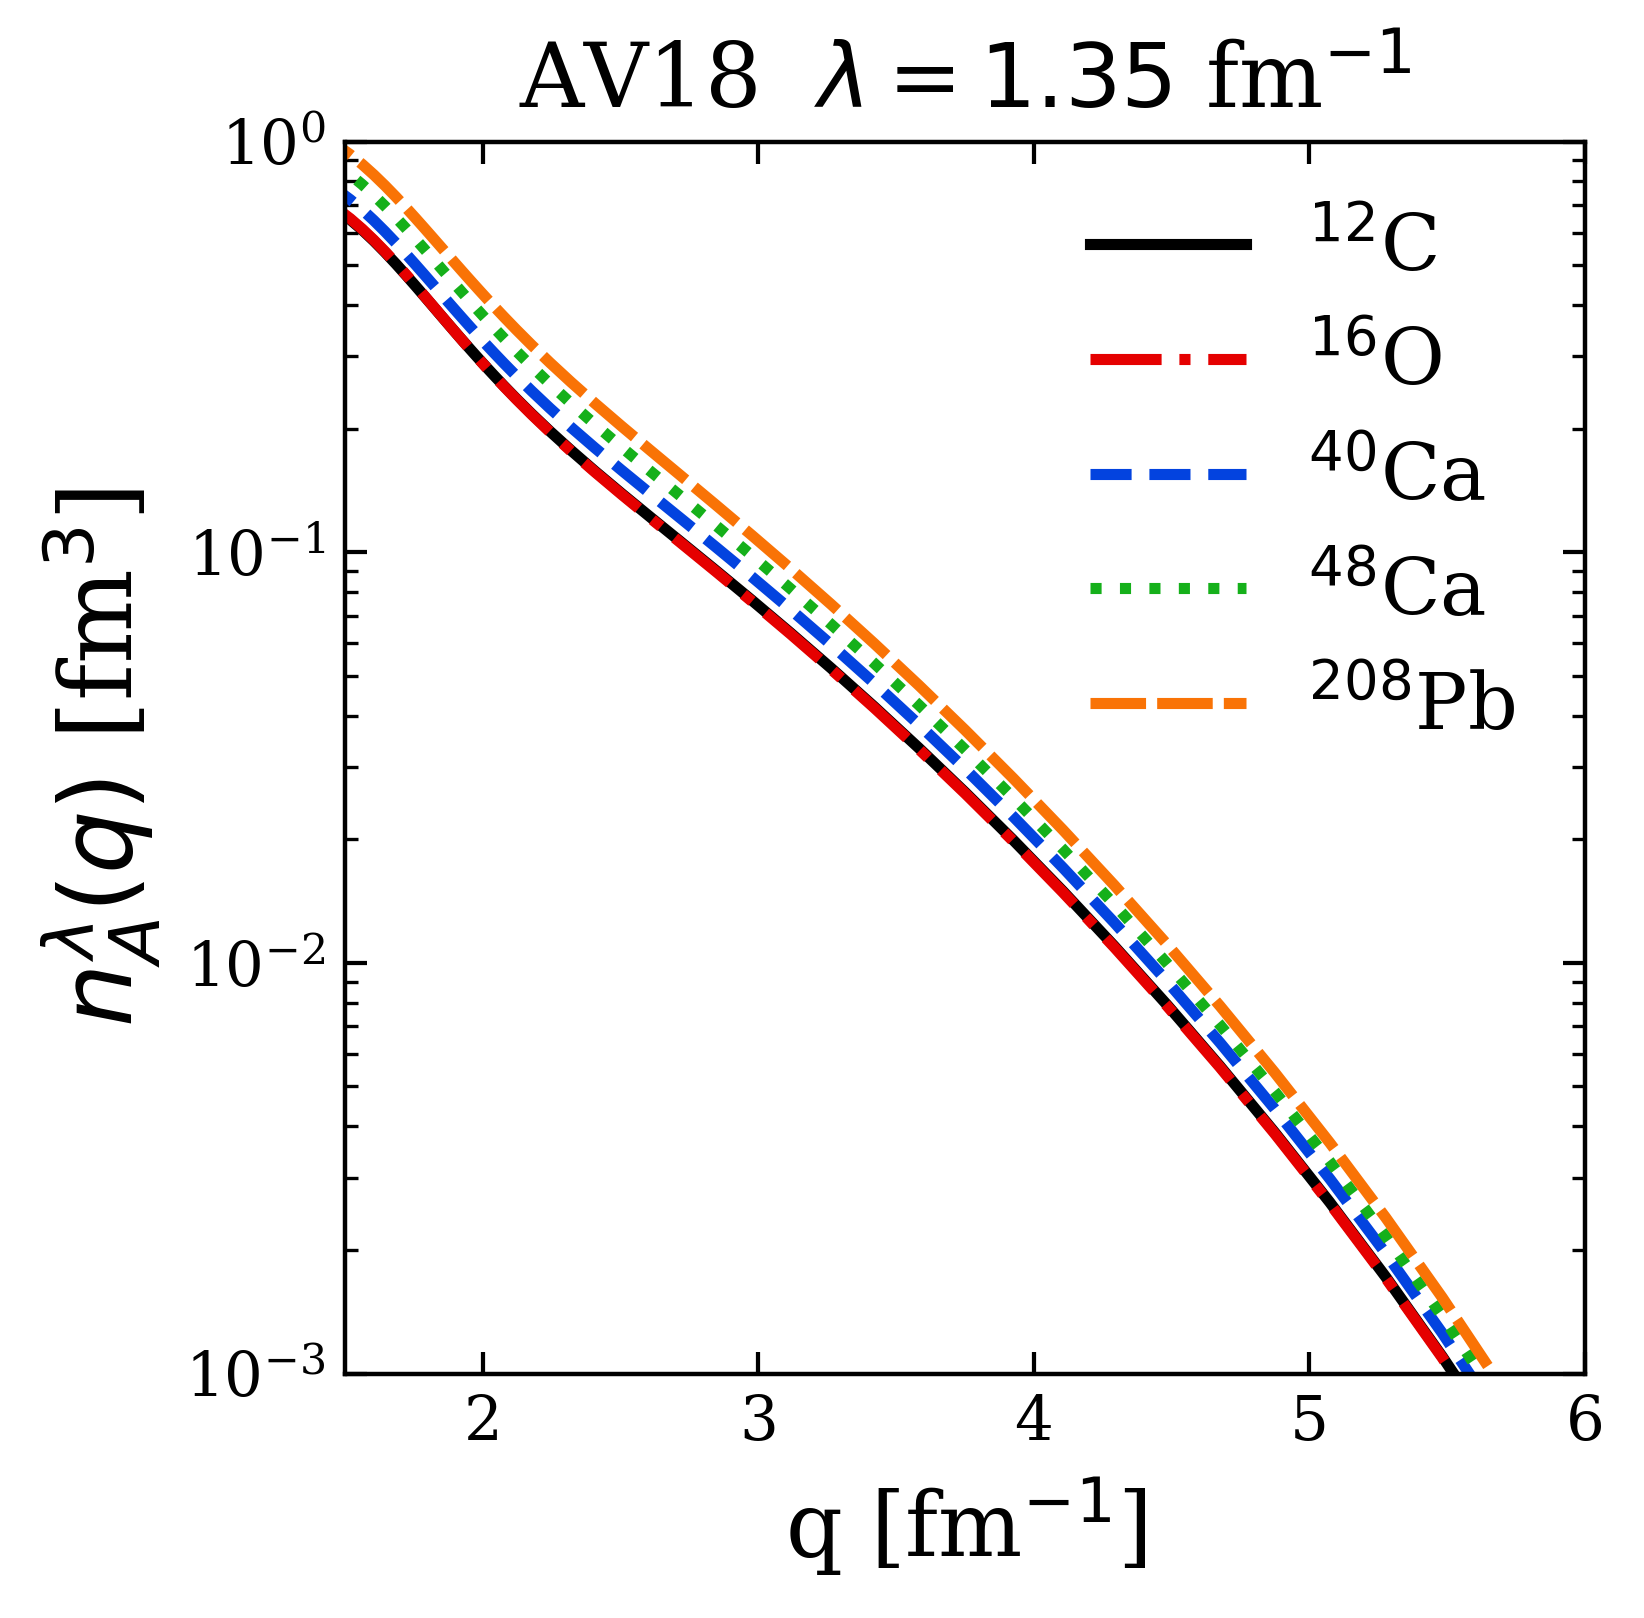 AV18 λ = 1.35 fm⁻¹
10⁰
10⁻¹
10⁻²
10⁻³
n_A^λ(q) [fm³]
¹²C
¹⁶O
⁴⁰Ca
⁴⁸Ca
²⁰⁸Pb
2 3 4 5 6
q [fm⁻¹]